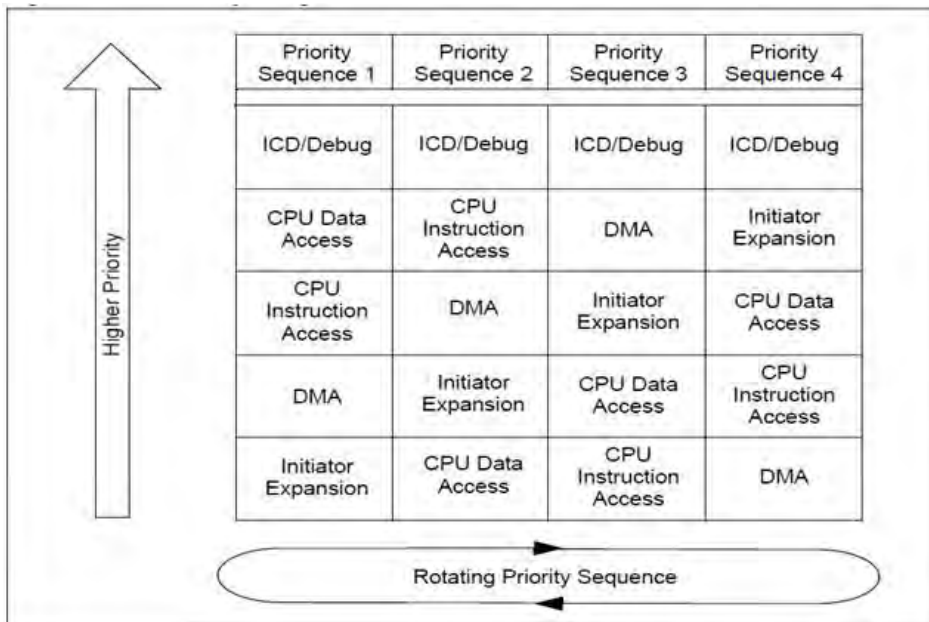 Priority
Sequence 1
Priority
Sequence 2
Priority
Sequence 3
Priority
Sequence 4
ICD/Debug
ICD/Debug
ICD/Debug
ICD/Debug
CPU Data
Access
CPU
Instruction
Access
DMA
Initiator
Expansion
CPU
Instruction
Access
DMA
Initiator
Expansion
CPU Data
Access
DMA
Initiator
Expansion
CPU Data
Access
CPU
Instruction
Access
Initiator
Expansion
CPU Data
Access
CPU
Instruction
Access
DMA
Higher Priority
Rotating Priority Sequence